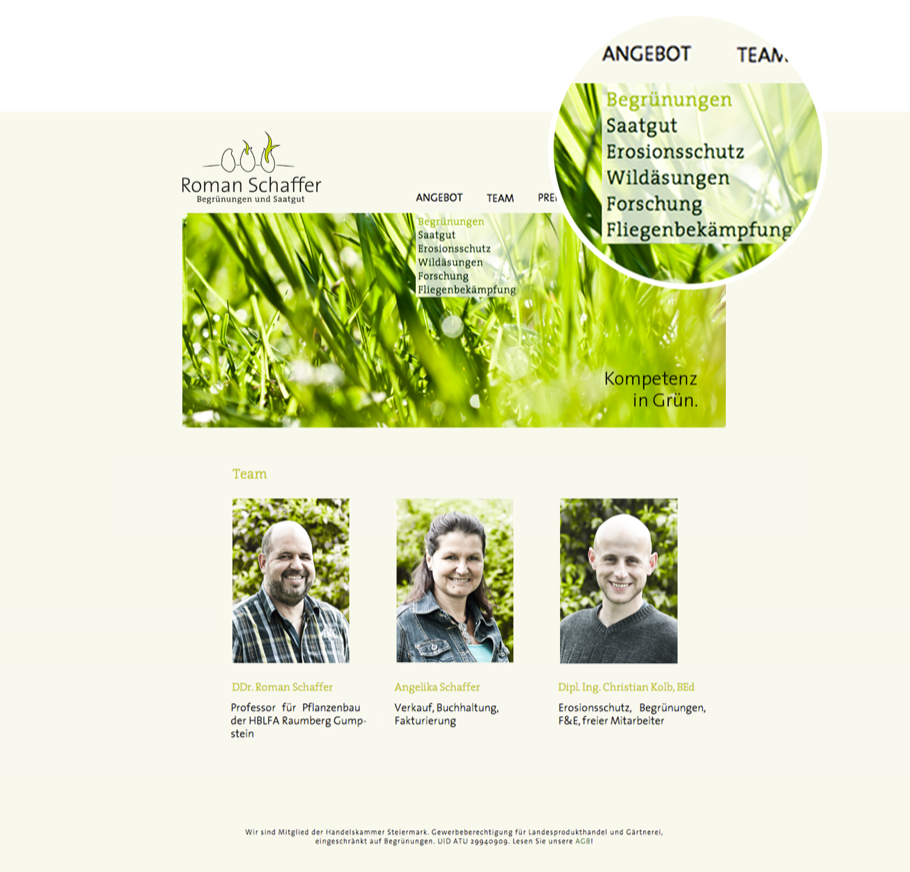 ANGEBOT TEAM
Begrünungen
Saatgut
Erosionsschutz
Wildäsungen
Forschung
Fliegenbekämpfung
Roman Schaffer
Begrünungen und Saatgut
ANGEBOT TEAM
Begrünungen
Saatgut
Erosionsschutz
Wildäsungen
Forschung
Fliegenbekämpfung
Kompetenz
in Grün.
Team
DDr. Roman Schaffer
Professor für Pflanzenbau
der HBLFA Raumberg Gump-
stein
Angelika Schaffer
Verkauf, Buchhaltung,
Fakturierung
Dipl. Ing. Christian Kolb, BEd
Erosionsschutz, Begrünungen,
F&E, freier Mitarbeiter
Wir sind Mitglied der Handelskammer Steiermark. Gewerbeberechtigung für Landesprodukthandel und Gärtnerei,
eingeschränkt auf Begrünungen. UID ATU 29940909. Lesen Sie unsere AGB!